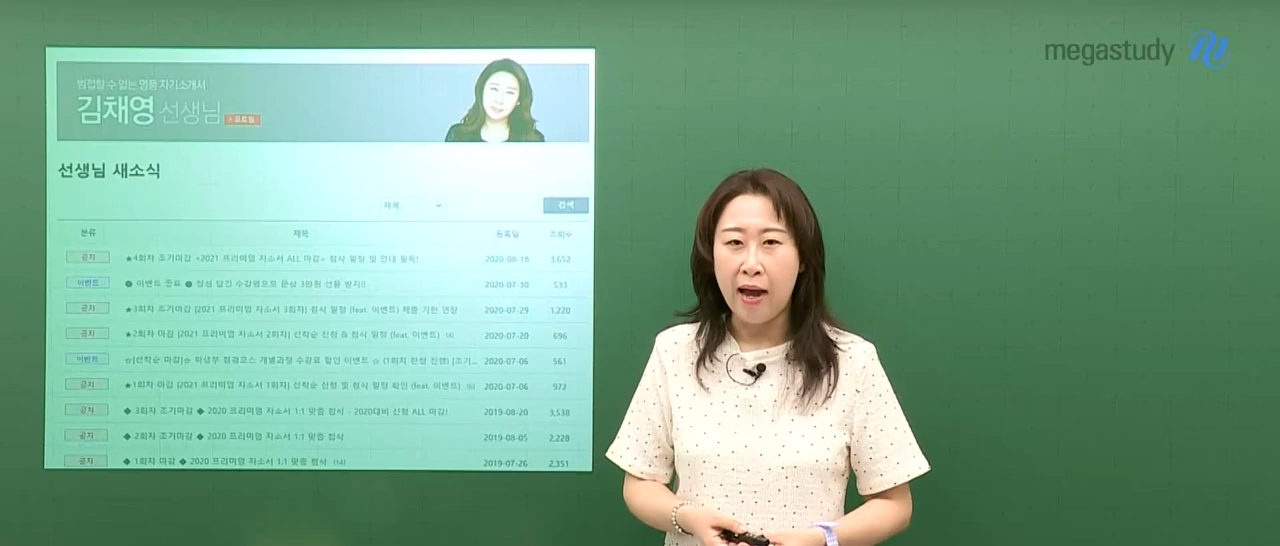 megastudy
범접할 수 없는 명품 자기소개서
김채영 선생님
선생님 새소식
제목
검색
분류 제목 등록일 조회수
공지 ★4회차 조기마감 <2021 프리미엄 자소서 ALL 마감> 첨삭 일정 및 안내 필독! 2020-08-18 3,652
이벤트 이벤트 종료 정성 담긴 수강평으로 문상 3만원 선물 받자!! 2020-07-30 533
공지 ★3회차 조기마감 [2021 프리미엄 자소서 3회차] 첨삭 일정 (feat. 이벤트) 제출 기한 연장 2020-07-29 1,220
공지 ★2회차 마감 [2021 프리미엄 자소서 2회차] 선착순 신청 & 첨삭 일정 (feat. 이벤트) (4) 2020-07-20 696
이벤트 ☆[선착순 마감]☆ 학생부 점검코스 개별과정 수강료 할인 이벤트 ☆ (1회차 한정 진행) [조기... 2020-07-06 561
공지 ★1회차 마감 [2021 프리미엄 자소서 1회차] 선착순 신청 및 첨삭 일정 확인 (feat. 이벤트) (6) 2020-07-06 972
공지 ◆ 3회차 조기마감 ◆ 2020 프리미엄 자소서 1:1 맞춤 첨삭 - 2020대비 신청 ALL 마감! 2019-08-20 3,538
공지 ◆ 2회차 조기마감 ◆ 2020 프리미엄 자소서 1:1 맞춤 첨삭 2019-08-05 2,228
공지 ◆ 1회차 마감 ◆ 2020 프리미엄 자소서 1:1 맞춤 첨삭 (14) 2019-07-26 2,351